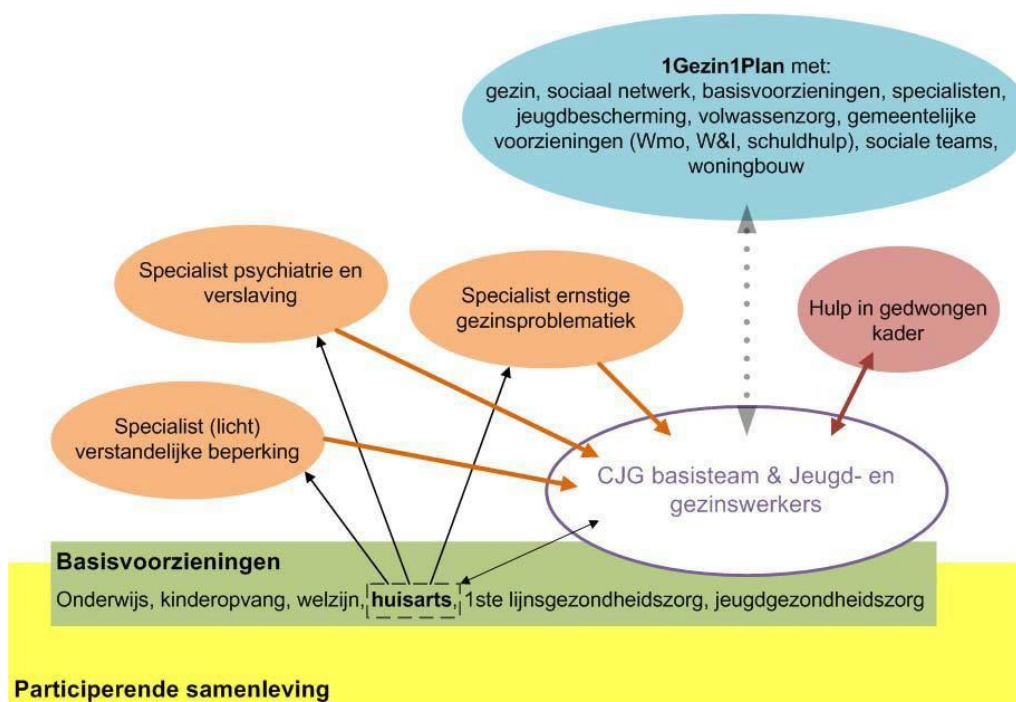 1Gezin1Plan met:
gezin, sociaal netwerk, basisvoorzieningen, specialisten,
jeugdbescherming, volwassenzorg, gemeentelijke
voorzieningen (Wmo, W&I, schuldhulp), sociale teams,
woningbouw
Specialist psychiatrie en
verslaving
Specialist ernstige
gezinsproblematiek
Hulp in gedwongen
kader
Specialist (licht)
verstandelijke beperking
CJG basisteam & Jeugd- en
gezinswerkers
Basisvoorzieningen
Onderwijs, kinderopvang, welzijn, huisarts, 1ste lijnsgezondheidszorg, jeugdgezondheidszorg
Participerende samenleving